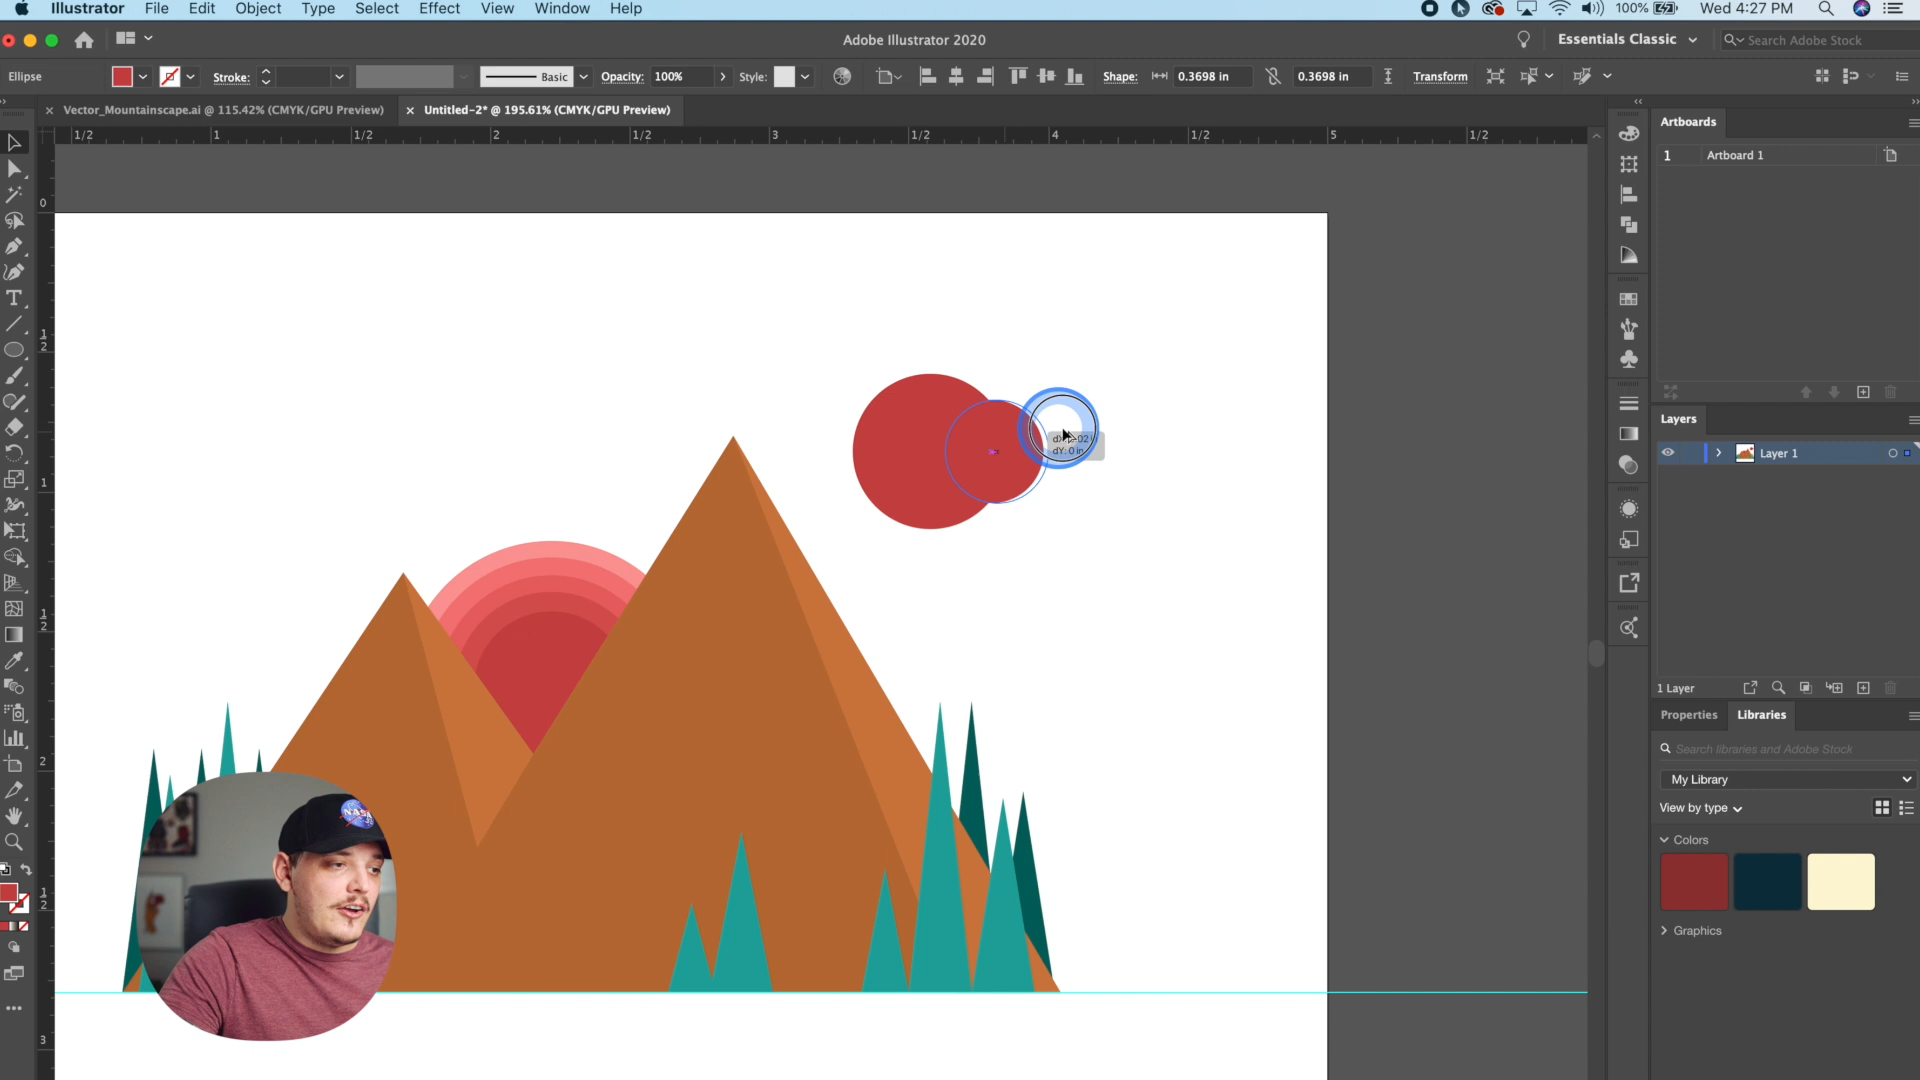 Illustrator File Edit Object Type Select Effect View Window Help 100% Wed 4:27 PM
Adobe Illustrator 2020 Essentials Classic Search Adobe Stock
Ellipse Stroke: Basic Opacity: 100% Style: Shape: 0.3698 in 0.3698 in Transform
× Vector_Mountainscape.ai @ 115.42% (CMYK/GPU Preview) × Untitled-2* @ 195.61% (CMYK/GPU Preview)
1/2 1 1/2 2 1/2 3 1/2 4 1/2 5 1/2
Artboards
1 Artboard 1
0
1
2
dY: 0 in
1
1
2
2
1
2
3
NASA
Layers
Layer 1
1 Layer
Properties Libraries
Search libraries and Adobe Stock
My Library
View by type
Colors
Graphics